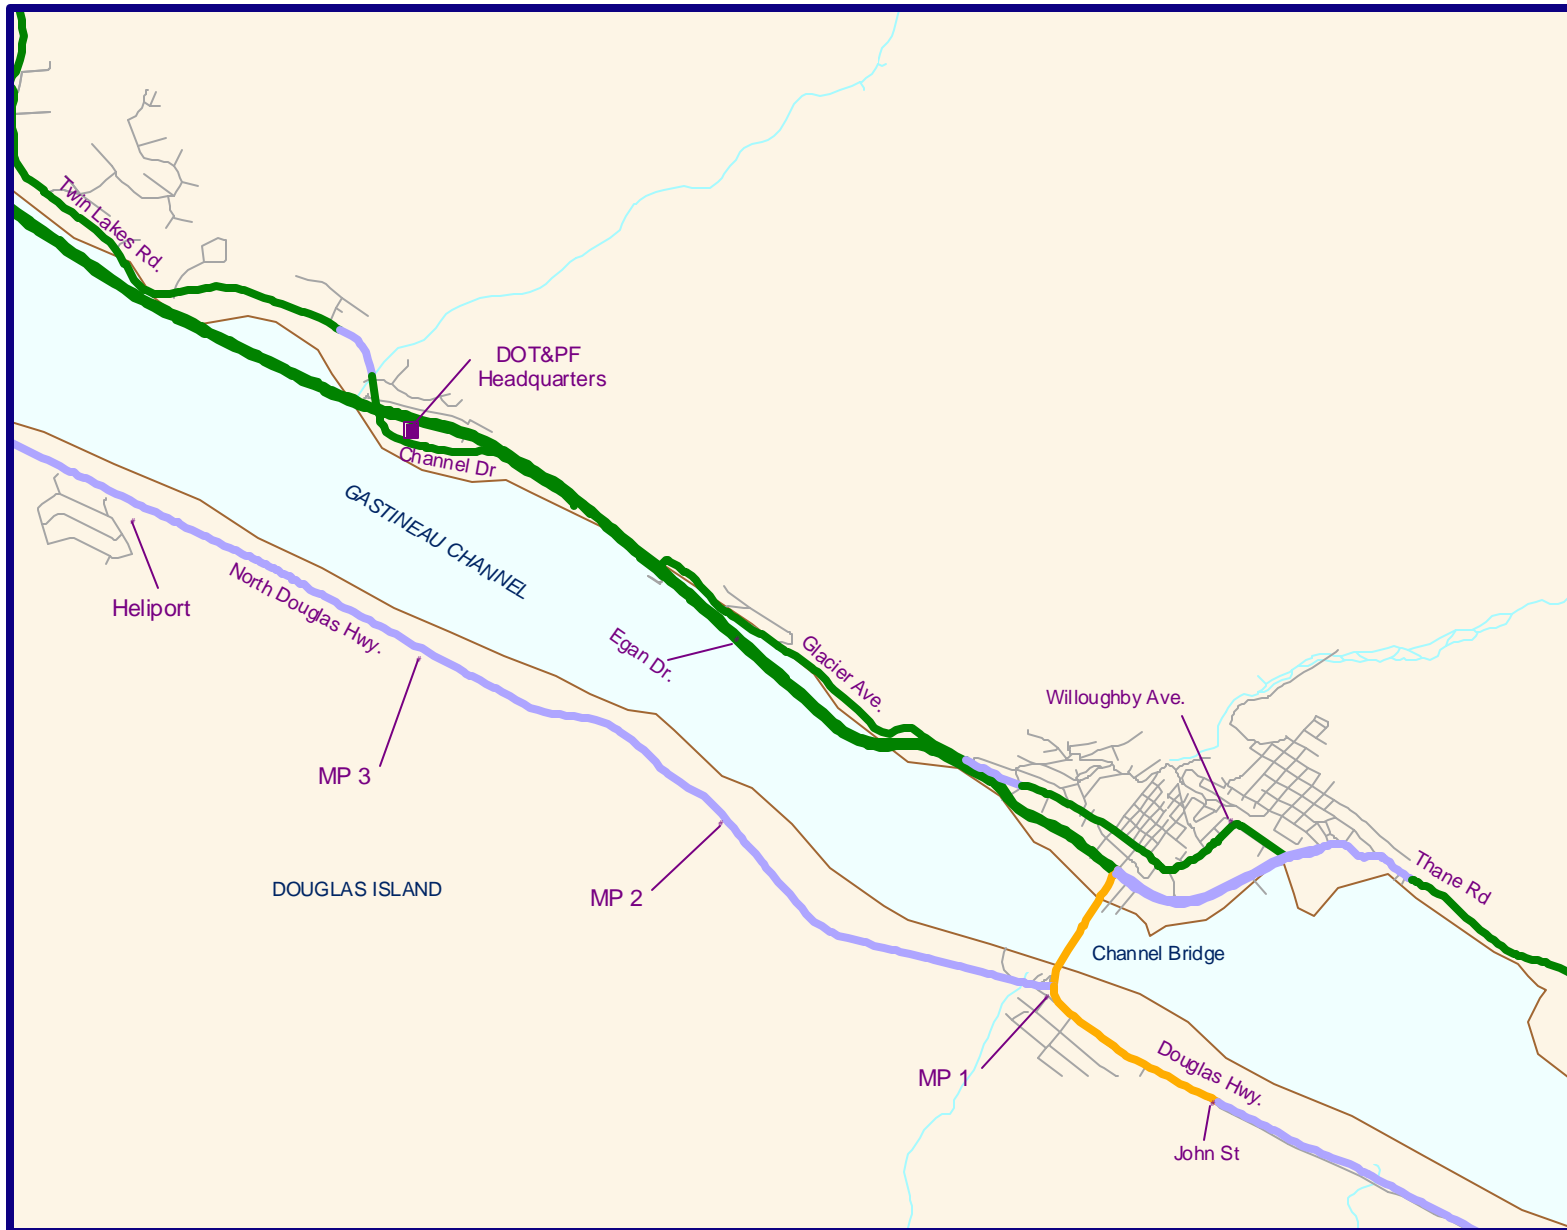 Twin Lakes Rd.
DOT&PF
Headquarters
Channel Dr
GASTINEAU CHANNEL
North Douglas Hwy.
Heliport
Egan Dr.
Glacier Ave.
Willoughby Ave.
MP 3
MP 2
DOUGLAS ISLAND
Thane Rd
Channel Bridge
MP 1
Douglas Hwy.
John St